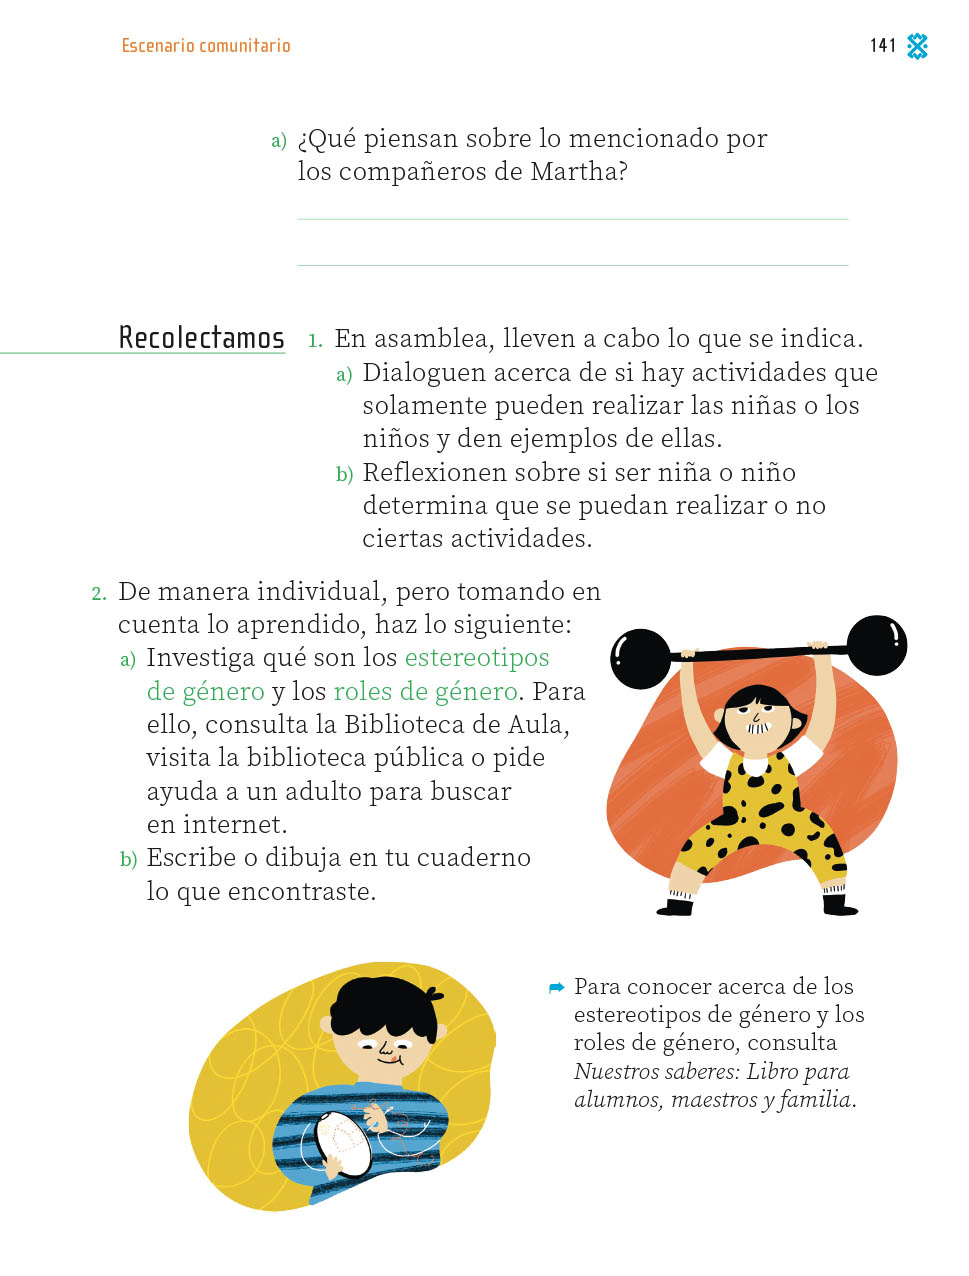 Escenario comunitario
141
a) ¿Qué piensan sobre lo mencionado por
los compañeros de Martha?
Recolectamos
1. En asamblea, lleven a cabo lo que se indica.
a) Dialoguen acerca de si hay actividades que
solamente pueden realizar las niñas o los
niños y den ejemplos de ellas.
b) Reflexionen sobre si ser niña o niño
determina que se puedan realizar o no
ciertas actividades.
2. De manera individual, pero tomando en
cuenta lo aprendido, haz lo siguiente:
a) Investiga qué son los estereotipos
de género y los roles de género. Para
ello, consulta la Biblioteca de Aula,
visita la biblioteca pública o pide
ayuda a un adulto para buscar
en internet.
b) Escribe o dibuja en tu cuaderno
lo que encontraste.
Para conocer acerca de los
estereotipos de género y los
roles de género, consulta
Nuestros saberes: Libro para
alumnos, maestros y familia.